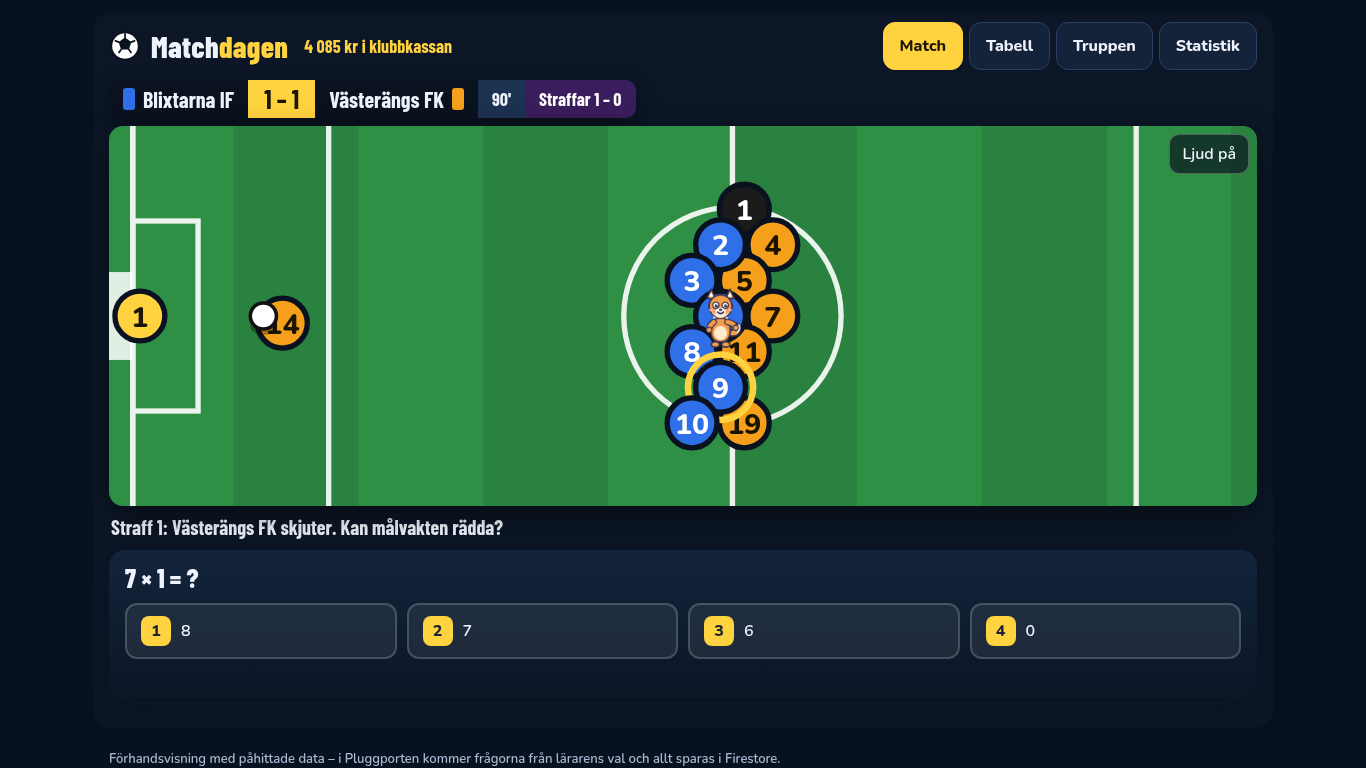 Matchdagen 4 085 kr i klubbkassan Match Tabell Truppen Statistik
Blixtarna IF 1 – 1 Västerängs FK 90' Straffar 1 – 0
Ljud på
1
2 4
3 5
1 14 7
8 11
9
10 19
Straff 1: Västerängs FK skjuter. Kan målvakten rädda?
7 × 1 = ?
1 8 2 7 3 6 4 0
Förhandsvisning med påhittade data – i Pluggporten kommer frågorna från lärarens val och allt sparas i Firestore.